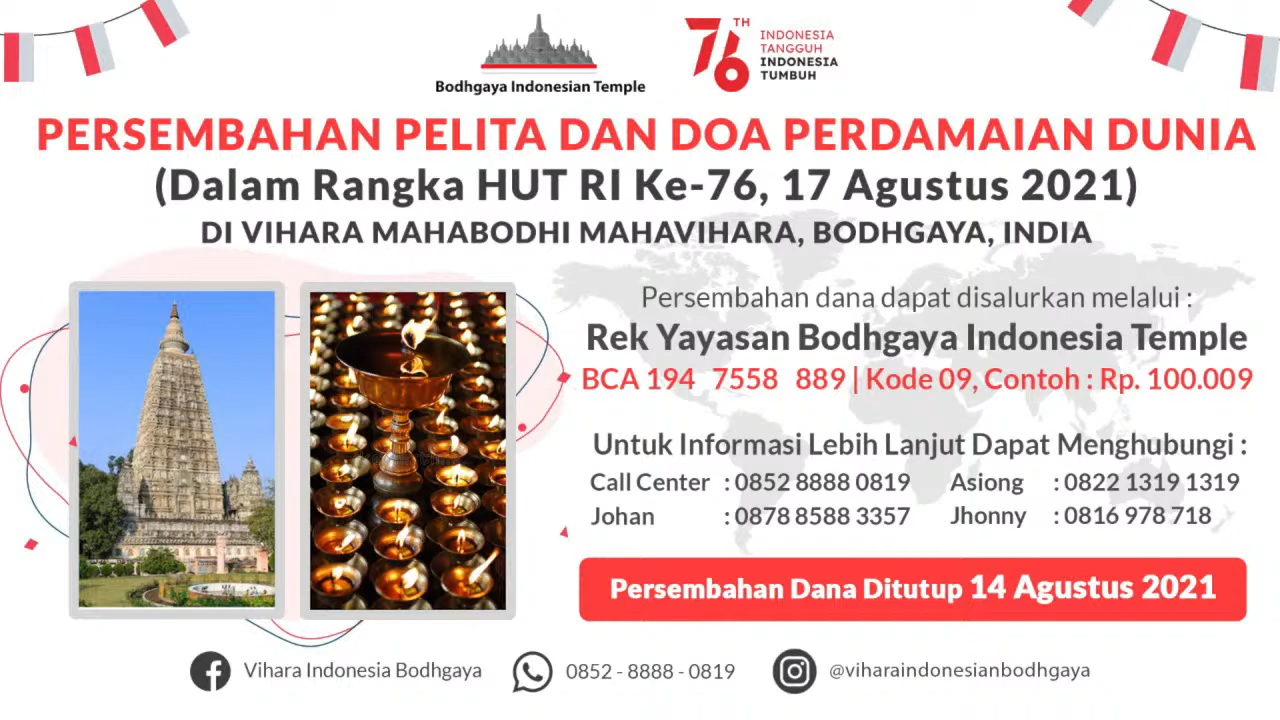 Bodhgaya Indonesian Temple
76 TH
INDONESIA
TANGGUH
INDONESIA
TUMBUH
PERSEMBAHAN PELITA DAN DOA PERDAMAIAN DUNIA
(Dalam Rangka HUT RI Ke-76, 17 Agustus 2021)
DI VIHARA MAHABODHI MAHAVIHARA, BODHGAYA, INDIA
Persembahan dana dapat disalurkan melalui :
Rek Yayasan Bodhgaya Indonesia Temple
BCA 194 7558 889 | Kode 09, Contoh : Rp. 100.009
Untuk Informasi Lebih Lanjut Dapat Menghubungi :
Call Center : 0852 8888 0819 Asiong : 0822 1319 1319
Johan : 0878 8588 3357 Jhonny : 0816 978 718
Persembahan Dana Ditutup 14 Agustus 2021
Vihara Indonesia Bodhgaya 0852 - 8888 - 0819 @viharaindonesianbodhgaya